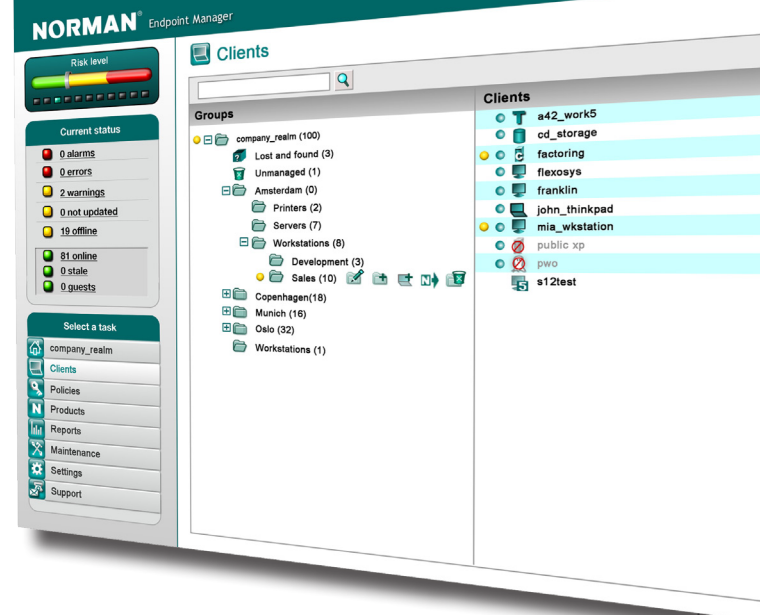 NORMAN® Endpoint Manager
Risk level
Current status
0 alarms
0 errors
2 warnings
0 not updated
19 offline
81 online
0 stale
0 guests
Select a task
company_realm
Clients
Policies
Products
Reports
Maintenance
Settings
Support
Clients
Groups
company_realm (100)
Lost and found (3)
Unmanaged (1)
Amsterdam (0)
Printers (2)
Servers (7)
Workstations (8)
Development (3)
Sales (10)
Copenhagen(18)
Munich (16)
Oslo (32)
Workstations (1)
Clients
a42_work5
cd_storage
factoring
flexosys
franklin
john_thinkpad
mia_wkstation
public xp
pwo
s12test